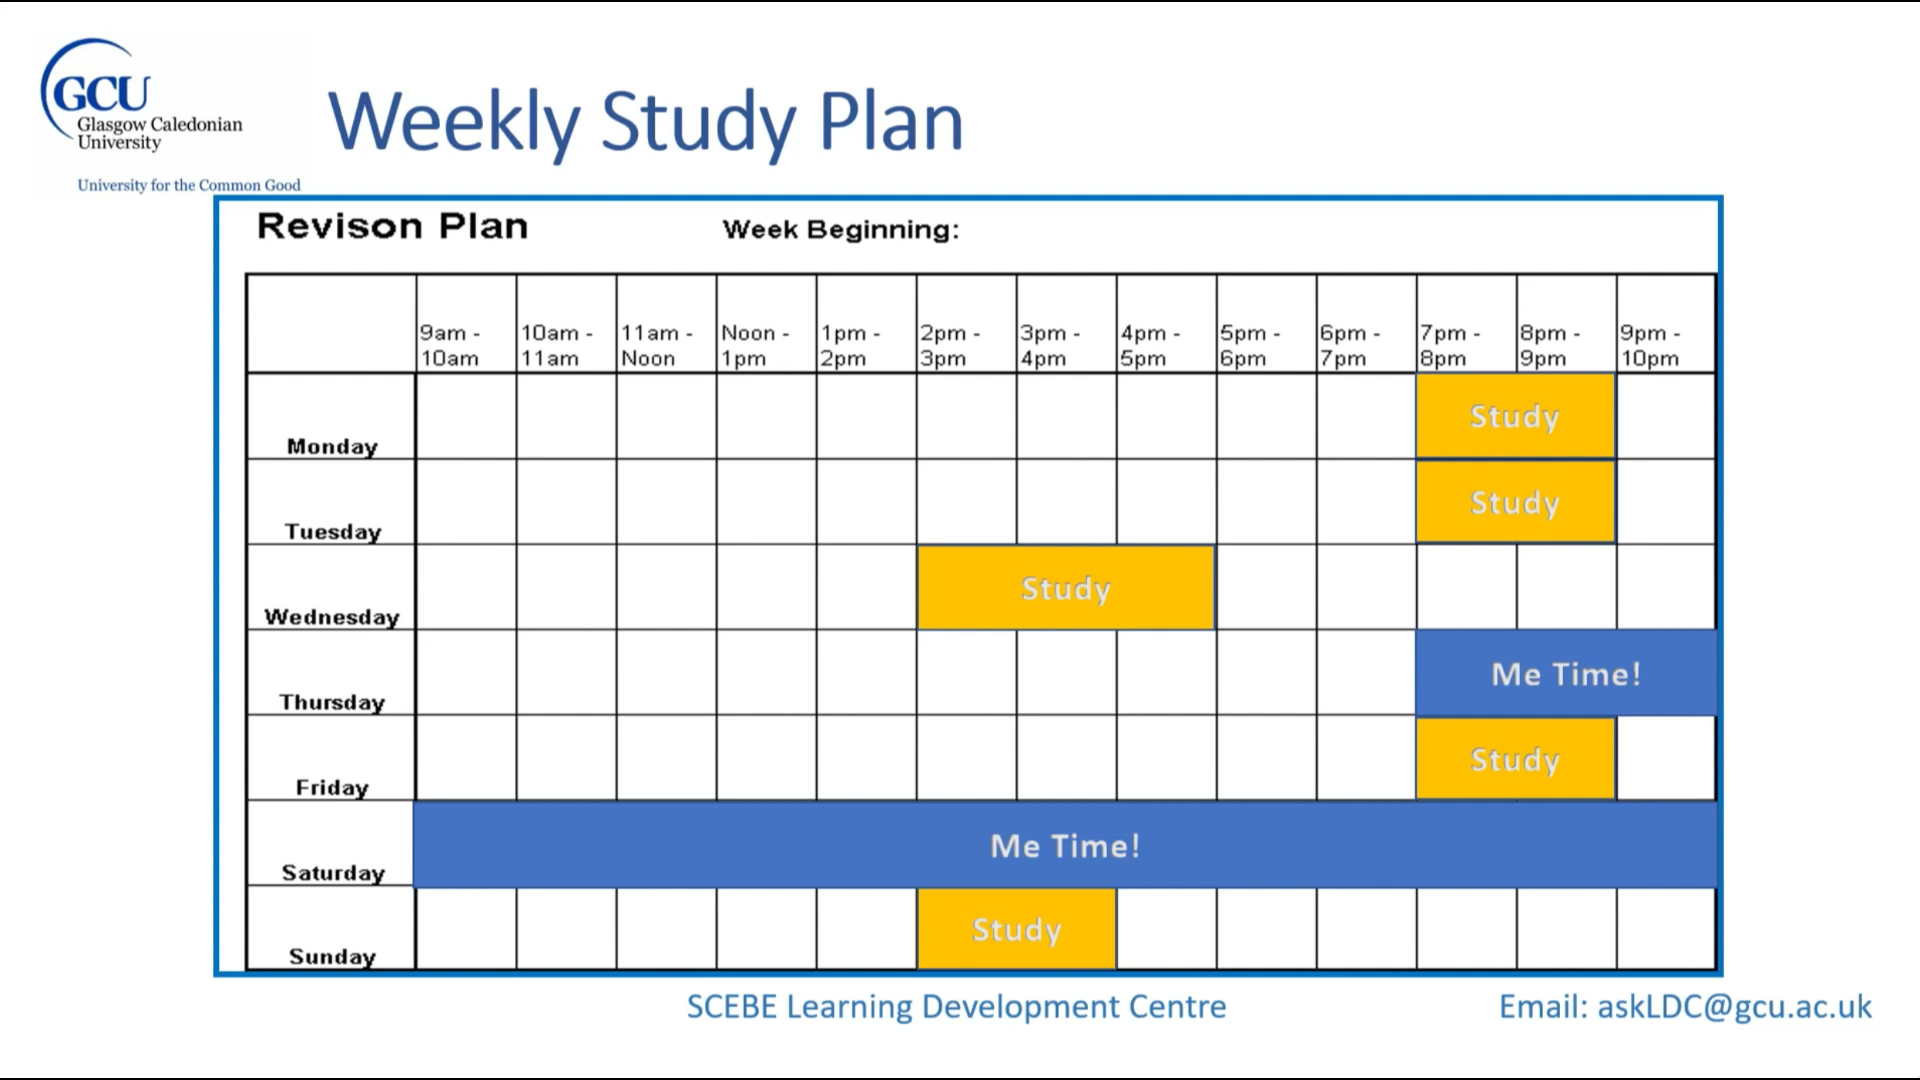 GCU
Glasgow Caledonian
University
University for the Common Good
Weekly Study Plan
Revison Plan
Week Beginning:
9am - 10am
10am - 11am
11am - Noon
Noon - 1pm
1pm - 2pm
2pm - 3pm
3pm - 4pm
4pm - 5pm
5pm - 6pm
6pm - 7pm
7pm - 8pm
8pm - 9pm
9pm - 10pm
Monday
Study
Tuesday
Study
Wednesday
Study
Thursday
Me Time!
Friday
Study
Saturday
Me Time!
Sunday
Study
SCEBE Learning Development Centre
Email: askLDC@gcu.ac.uk